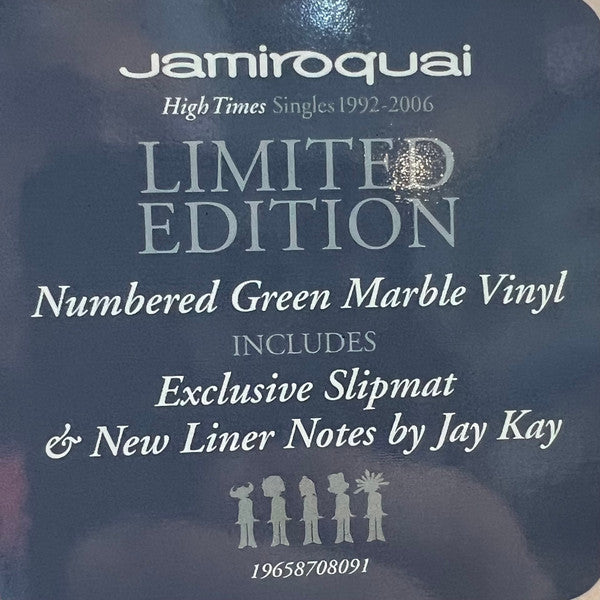 Jamiroquai
High Times Singles 1992-2006
LIMITED
EDITION
Numbered Green Marble Vinyl
INCLUDES
Exclusive Slipmat
& New Liner Notes by Jay Kay
19658708091